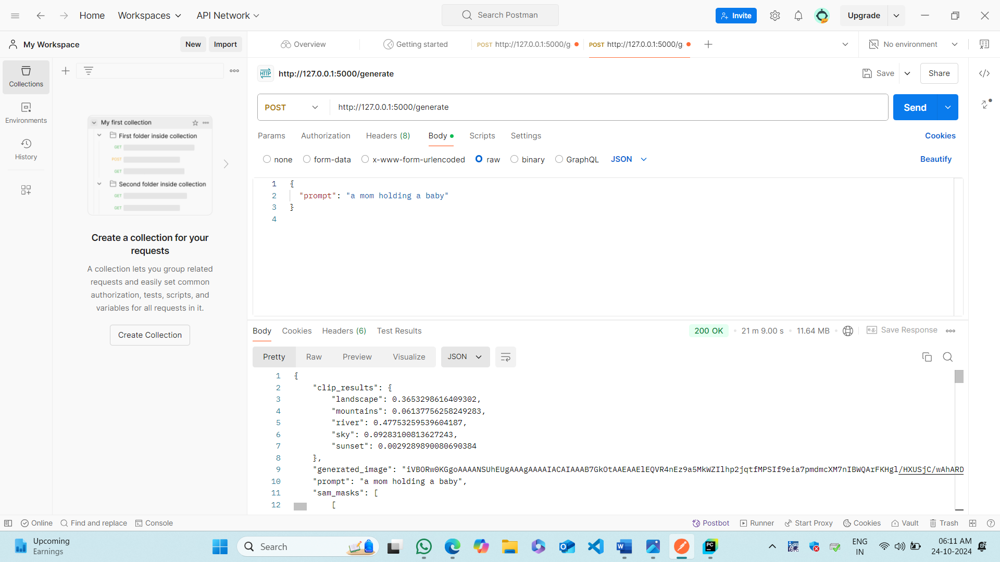 Home Workspaces API Network Search Postman Invite Upgrade
My Workspace New Import Overview Getting started POST http://127.0.0.1:5000/g POST http://127.0.0.1:5000/g No environment
Collections
Environments
History
My first collection
First folder inside collection
GET
POST
GET
Second folder inside collection
GET
GET
Create a collection for your
requests
A collection lets you group related
requests and easily set common
authorization, tests, scripts, and
variables for all requests in it.
Create Collection
HTTP http://127.0.0.1:5000/generate Save Share
POST http://127.0.0.1:5000/generate Send
Params Authorization Headers (8) Body Scripts Settings Cookies
none form-data x-www-form-urlencoded raw binary GraphQL JSON Beautify
1 {
2 "prompt": "a mom holding a baby"
3 }
4
Body Cookies Headers (6) Test Results 200 OK 21 m 9.00 s 11.64 MB e.g. Save Response
Pretty Raw Preview Visualize JSON
1 {
2 "clip_results": {
3 "landscape": 0.3653298616409302,
4 "mountains": 0.06137756258249283,
5 "river": 0.47753259539604187,
6 "sky": 0.09283100813627243,
7 "sunset": 0.0029289890080690384
8 },
9 "generated_image": "iVBORw0KGgoAAAANSUhEUgAAAgAAAAIACAIAAAB7GkOtAAEAAElEQVR4nEz9a5MkWZIlhp2jqtfMPSIf9eia7pmdmcXM7nIBWQArFKHgl/HXUSjC/wAhARD
10 "prompt": "a mom holding a baby",
11 "sam_masks": [
12 [
Online Find and replace Console Postbot Runner Start Proxy Cookies Vault Trash
Upcoming
Earnings
Search
PC
ENG
IN
06:11 AM
24-10-2024